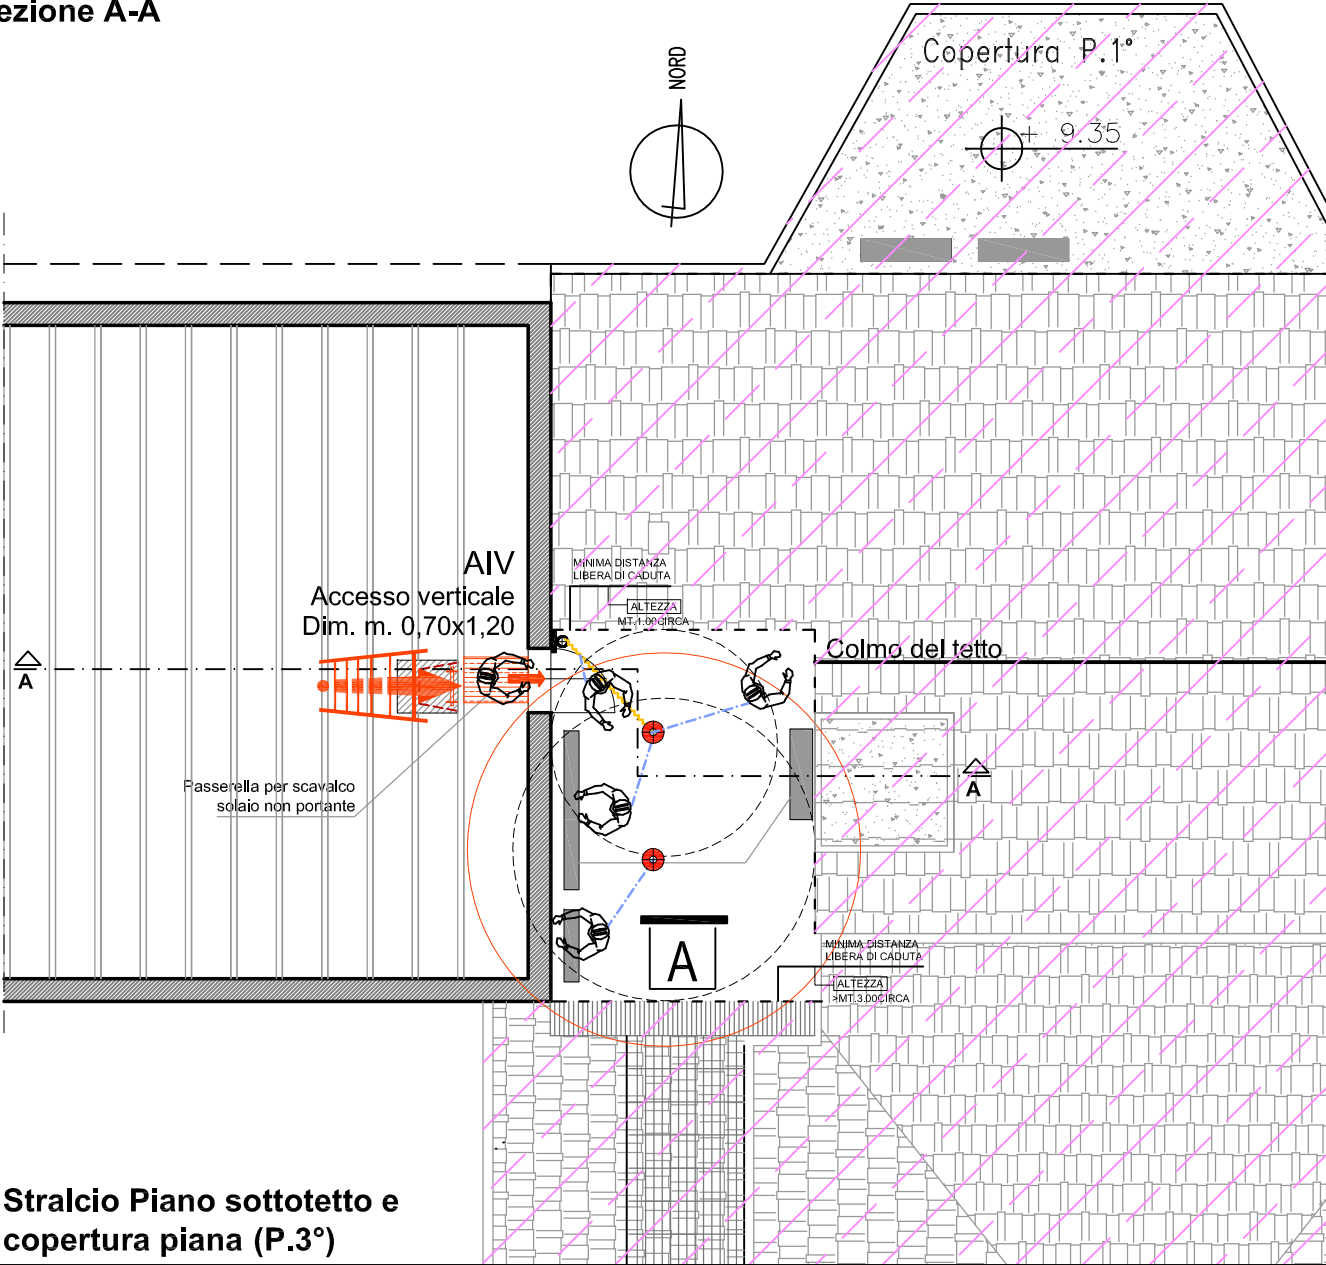 ezione A-A
NORD
Copertura P.1°
+ 9.35
MINIMA DISTANZA
LIBERA DI CADUTA
ALTEZZA
MT.1.00CIRCA
AIV
Accesso verticale
Dim. m. 0,70x1,20
Colmo del tetto
A
A
Passerella per scavalco
solaio non portante
A
MINIMA DISTANZA
LIBERA DI CADUTA
ALTEZZA
>MT.3.00CIRCA
Stralcio Piano sottotetto e
copertura piana (P.3°)